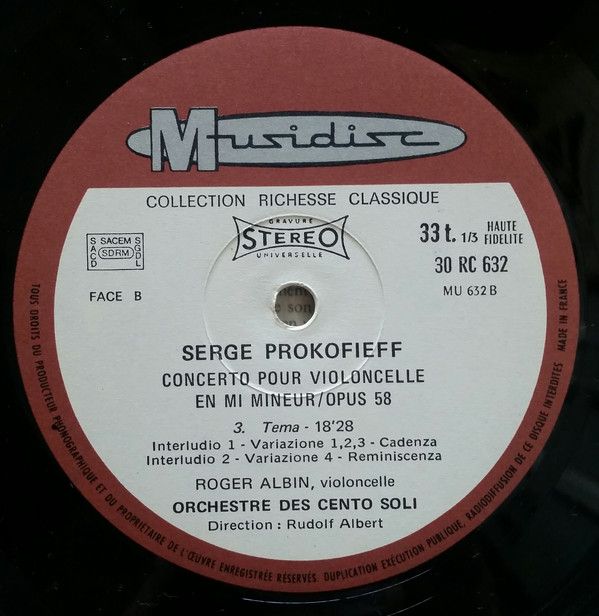 Musidisc
COLLECTION RICHESSE CLASSIQUE
GRAVURE
STEREO
UNIVERSELLE
33 t. 1/3 HAUTE FIDELITE
30 RC 632
MU 632 B
SACD SACEM SDRM SGDL
FACE B
SERGE PROKOFIEFF
CONCERTO POUR VIOLONCELLE
EN MI MINEUR/OPUS 58
3. Tema - 18'28
Interludio 1 - Variazione 1,2,3 - Cadenza
Interludio 2 - Variazione 4 - Reminiscenza
ROGER ALBIN, violoncelle
ORCHESTRE DES CENTO SOLI
Direction : Rudolf Albert
TOUS DROITS DU PRODUCTEUR PHONOGRAPHIQUE ET DU PROPRIETAIRE DE L'ŒUVRE ENREGISTRÉE RÉSERVÉS. DUPLICATION EXÉCUTION PUBLIQUE, RADIODIFFUSION DE CE DISQUE INTERDITES MADE IN FRANCE